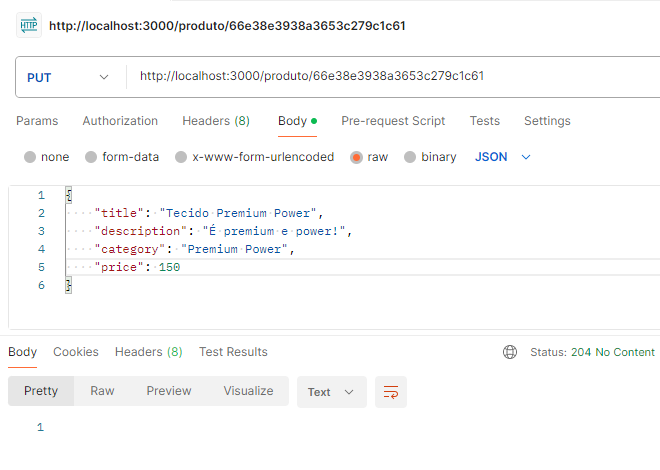 HTTP http://localhost:3000/produto/66e38e3938a3653c279c1c61
PUT http://localhost:3000/produto/66e38e3938a3653c279c1c61
Params Authorization Headers (8) Body Pre-request Script Tests Settings
none form-data x-www-form-urlencoded raw binary JSON
1 {
2 "title": "Tecido Premium Power",
3 "description": "É premium e power!",
4 "category": "Premium Power",
5 "price": 150
6 }
Body Cookies Headers (8) Test Results Status: 204 No Content
Pretty Raw Preview Visualize Text
1